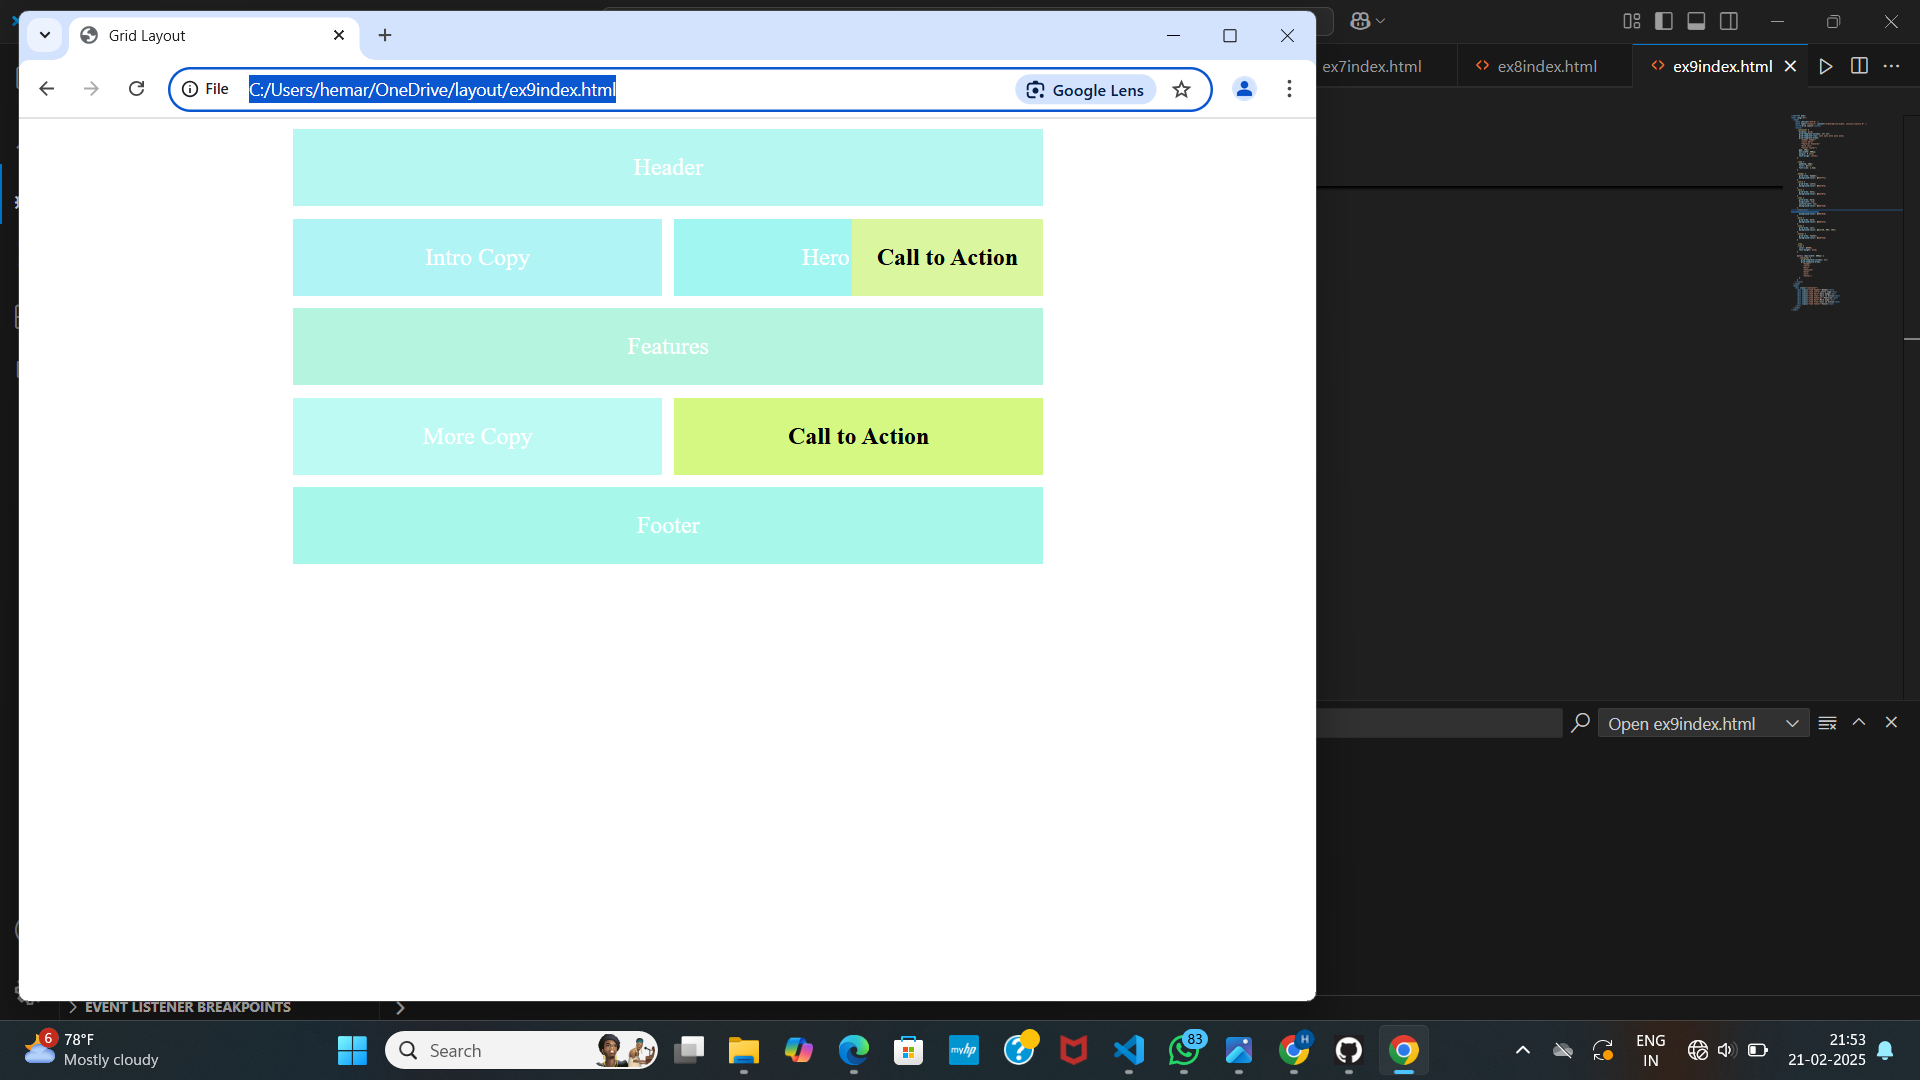 Grid Layout
File C:/Users/hemar/OneDrive/layout/ex9index.html Google Lens
ex7index.html ex8index.html ex9index.html
Header
Intro Copy Hero Call to Action
Features
More Copy Call to Action
Footer
Open ex9index.html
EVENT LISTENER BREAKPOINTS
6 78°F
Mostly cloudy
Search
myhp
83
H
ENG
IN
21:53
21-02-2025